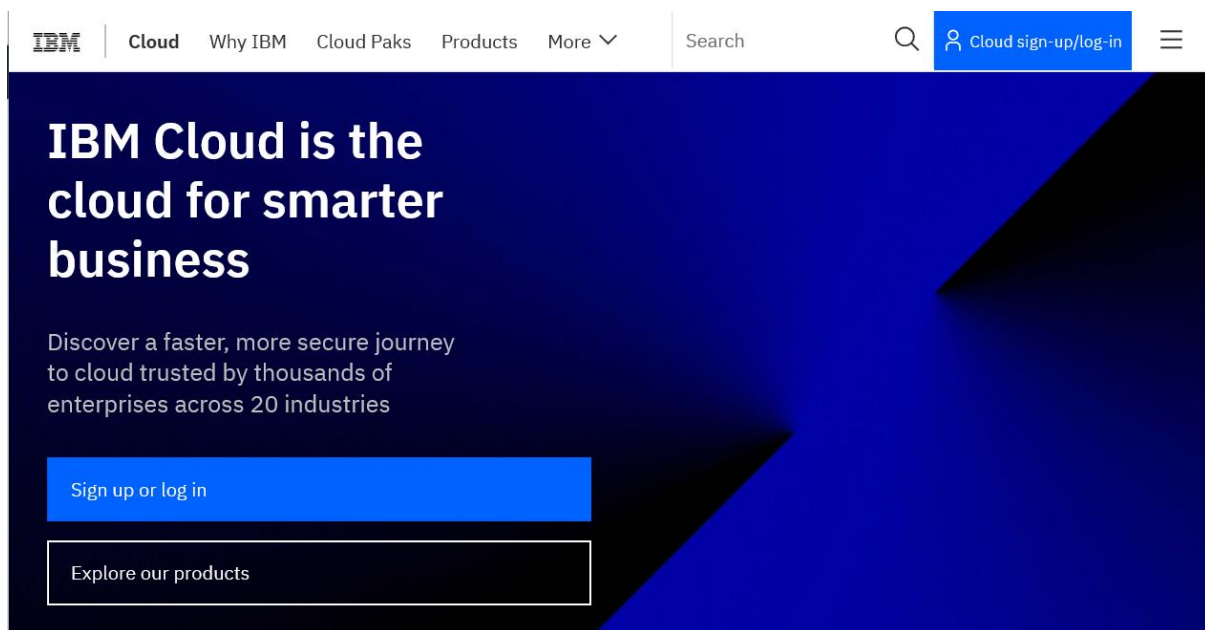 IBM Cloud Why IBM Cloud Paks Products More Search Cloud sign-up/log-in
IBM Cloud is the
cloud for smarter
business
Discover a faster, more secure journey
to cloud trusted by thousands of
enterprises across 20 industries
Sign up or log in
Explore our products